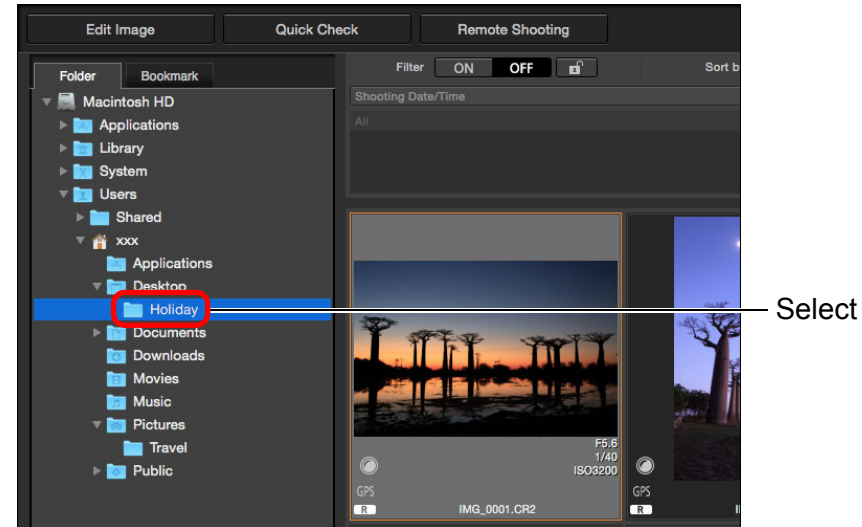 Edit Image Quick Check Remote Shooting
Folder Bookmark
Filter ON OFF Sort b
Shooting Date/Time
All
Macintosh HD
Applications
Library
System
Users
Shared
xxx
Applications
Desktop
Holiday
Documents
Downloads
Movies
Music
Pictures
Travel
Public
F5.6
1/40
ISO3200
GPS
R IMG_0001.CR2
GPS
R
Select